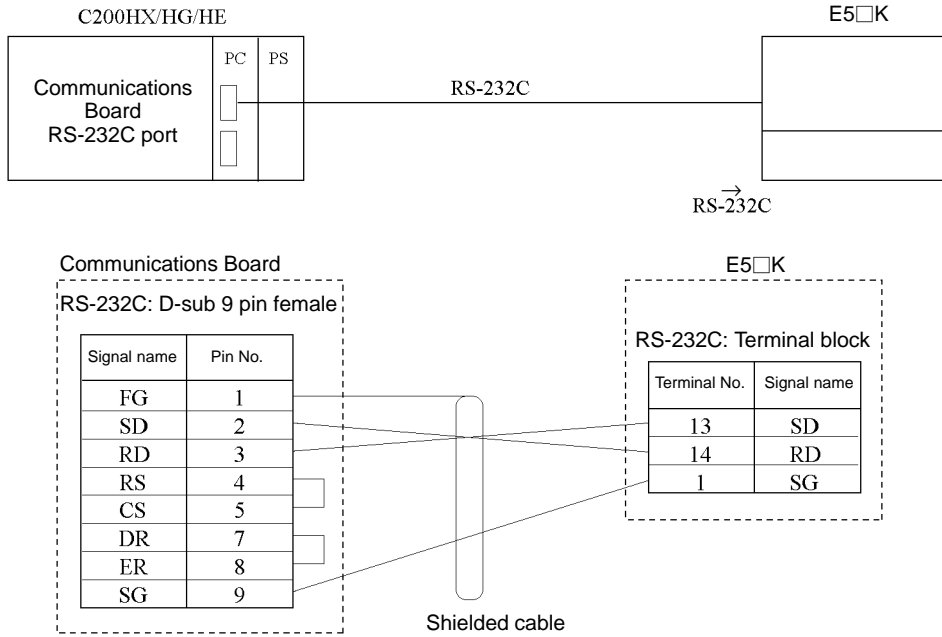 C200HX/HG/HE
E5□K
PC PS
Communications
Board
RS-232C port
RS-232C
→
RS-232C
Communications Board
E5□K
RS-232C: D-sub 9 pin female
RS-232C: Terminal block
Signal name Pin No.
FG 1
SD 2
RD 3
RS 4
CS 5
DR 7
ER 8
SG 9
Terminal No. Signal name
13 SD
14 RD
1 SG
Shielded cable